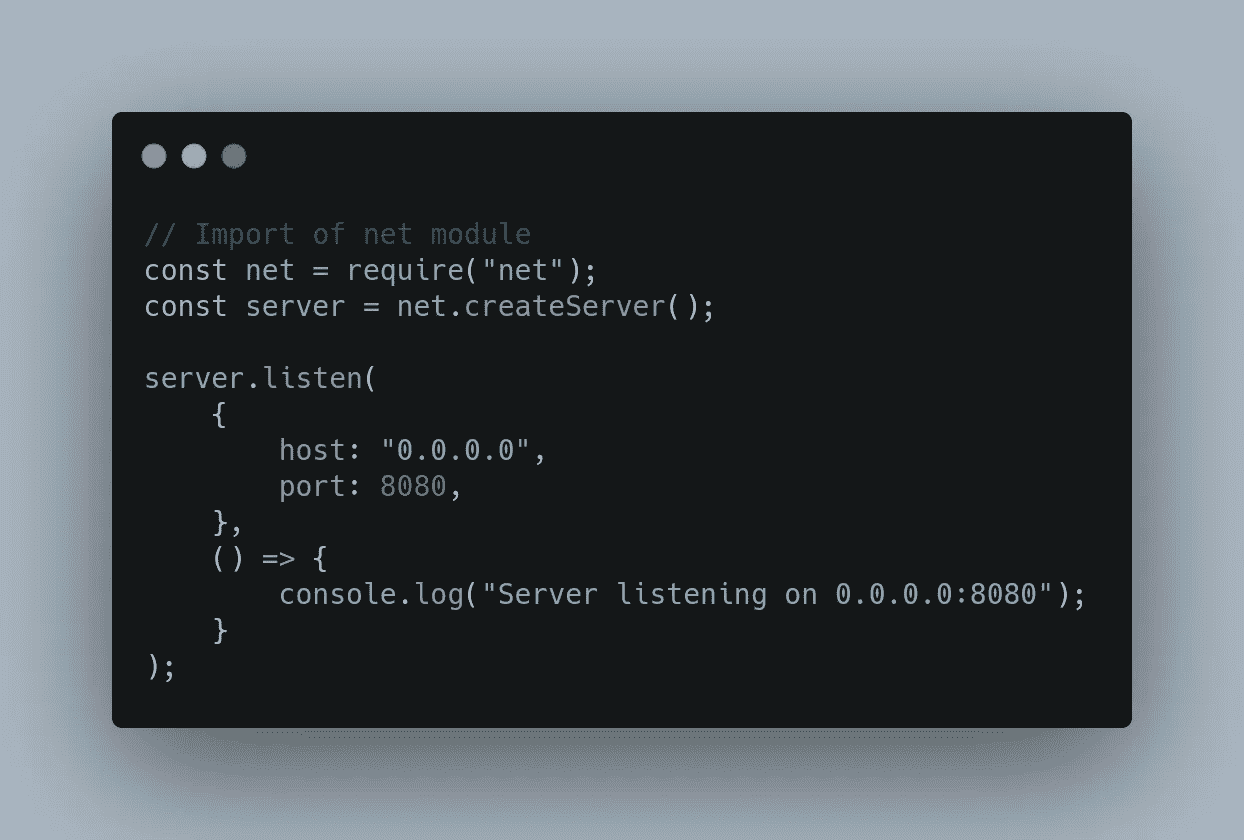 // Import of net module
const net = require("net");
const server = net.createServer();

server.listen(
    {
        host: "0.0.0.0",
        port: 8080,
    },
    () => {
        console.log("Server listening on 0.0.0.0:8080");
    }
);